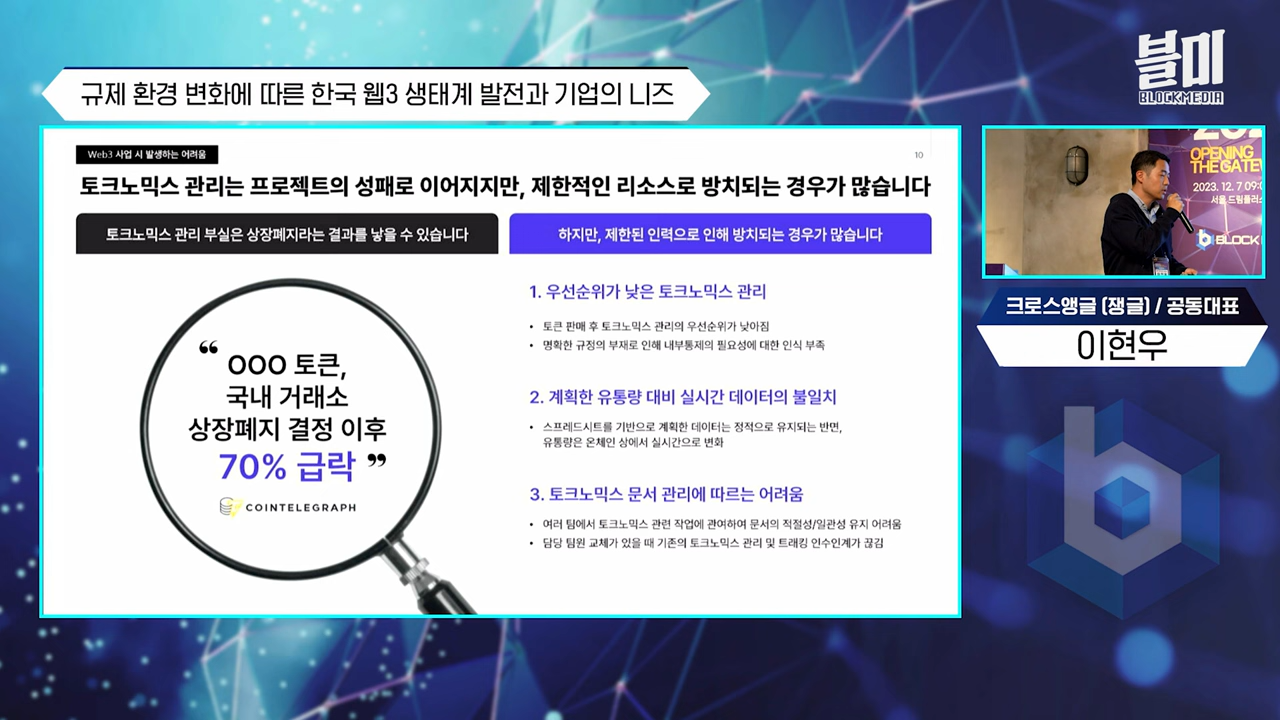 블미
BLOCKMEDIA
규제 환경 변화에 따른 한국 웹3 생태계 발전과 기업의 니즈
Web3 사업 시 발생하는 어려움
10
토크노믹스 관리는 프로젝트의 성패로 이어지지만, 제한적인 리소스로 방치되는 경우가 많습니다
토크노믹스 관리 부실은 상장폐지라는 결과를 낳을 수 있습니다
“
OOO 토큰,
국내 거래소
상장폐지 결정 이후
70% 급락 ”
COINTELEGRAPH
하지만, 제한된 인력으로 인해 방치되는 경우가 많습니다
1. 우선순위가 낮은 토크노믹스 관리
• 토큰 판매 후 토크노믹스 관리의 우선순위가 낮아짐
• 명확한 규정의 부재로 인해 내부통제의 필요성에 대한 인식 부족
2. 계획한 유통량 대비 실시간 데이터의 불일치
• 스프레드시트를 기반으로 계획한 데이터는 정적으로 유지되는 반면,
유통량은 온체인 상에서 실시간으로 변화
3. 토크노믹스 문서 관리에 따르는 어려움
• 여러 팀에서 토크노믹스 관련 작업에 관여하여 문서의 적절성/일관성 유지 어려움
• 담당 팀원 교체가 있을 때 기존의 토크노믹스 관리 및 트래킹 인수인계가 끊김
OPENING
THE GATEW
2023. 12. 7 09:0
서울 드림플러스
BLOCK
크로스앵글 (쟁글) / 공동대표
이현우